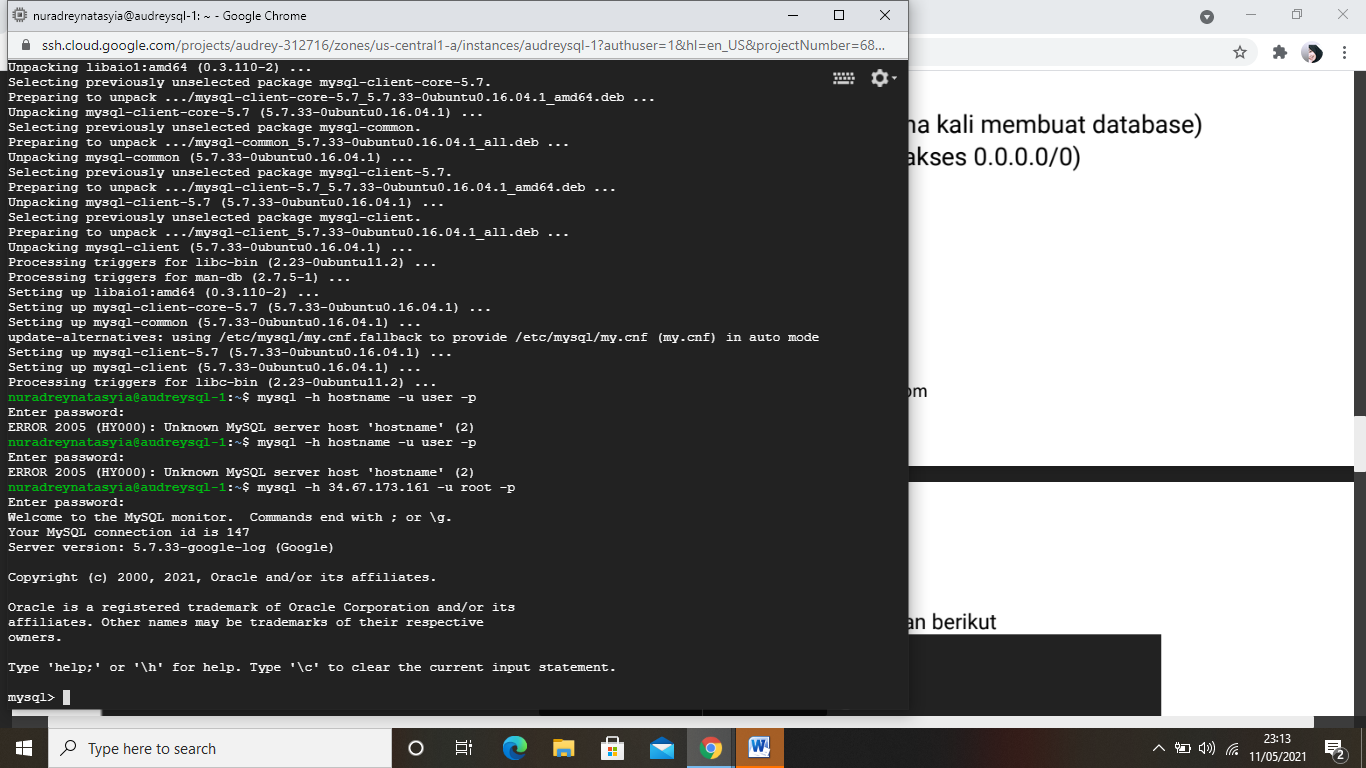 nuradreynatasyia@audreysql-1: ~ - Google Chrome
ssh.cloud.google.com/projects/audrey-312716/zones/us-central1-a/instances/audreysql-1?authuser=1&hl=en_US&projectNumber=68...
Unpacking libaio1:amd64 (0.3.110-2) ...
Selecting previously unselected package mysql-client-core-5.7.
Preparing to unpack .../mysql-client-core-5.7_5.7.33-0ubuntu0.16.04.1_amd64.deb ...
Unpacking mysql-client-core-5.7 (5.7.33-0ubuntu0.16.04.1) ...
Selecting previously unselected package mysql-common.
Preparing to unpack .../mysql-common_5.7.33-0ubuntu0.16.04.1_all.deb ...
Unpacking mysql-common (5.7.33-0ubuntu0.16.04.1) ...
Selecting previously unselected package mysql-client-5.7.
Preparing to unpack .../mysql-client-5.7_5.7.33-0ubuntu0.16.04.1_amd64.deb ...
Unpacking mysql-client-5.7 (5.7.33-0ubuntu0.16.04.1) ...
Selecting previously unselected package mysql-client.
Preparing to unpack .../mysql-client_5.7.33-0ubuntu0.16.04.1_all.deb ...
Unpacking mysql-client (5.7.33-0ubuntu0.16.04.1) ...
Processing triggers for libc-bin (2.23-0ubuntu11.2) ...
Processing triggers for man-db (2.7.5-1) ...
Setting up libaio1:amd64 (0.3.110-2) ...
Setting up mysql-client-core-5.7 (5.7.33-0ubuntu0.16.04.1) ...
Setting up mysql-common (5.7.33-0ubuntu0.16.04.1) ...
update-alternatives: using /etc/mysql/my.cnf.fallback to provide /etc/mysql/my.cnf (my.cnf) in auto mode
Setting up mysql-client-5.7 (5.7.33-0ubuntu0.16.04.1) ...
Setting up mysql-client (5.7.33-0ubuntu0.16.04.1) ...
Processing triggers for libc-bin (2.23-0ubuntu11.2) ...
nuradreynatasyia@audreysql-1:~$ mysql -h hostname -u user -p
Enter password:
ERROR 2005 (HY000): Unknown MySQL server host 'hostname' (2)
nuradreynatasyia@audreysql-1:~$ mysql -h hostname -u user -p
Enter password:
ERROR 2005 (HY000): Unknown MySQL server host 'hostname' (2)
nuradreynatasyia@audreysql-1:~$ mysql -h 34.67.173.161 -u root -p
Enter password:
Welcome to the MySQL monitor.  Commands end with ; or \g.
Your MySQL connection id is 147
Server version: 5.7.33-google-log (Google)
Copyright (c) 2000, 2021, Oracle and/or its affiliates.
Oracle is a registered trademark of Oracle Corporation and/or its
affiliates. Other names may be trademarks of their respective
owners.
Type 'help;' or '\h' for help. Type '\c' to clear the current input statement.
mysql>
na kali membuat database)
akses 0.0.0.0/0)
om
an berikut
Type here to search
23:13
11/05/2021
2